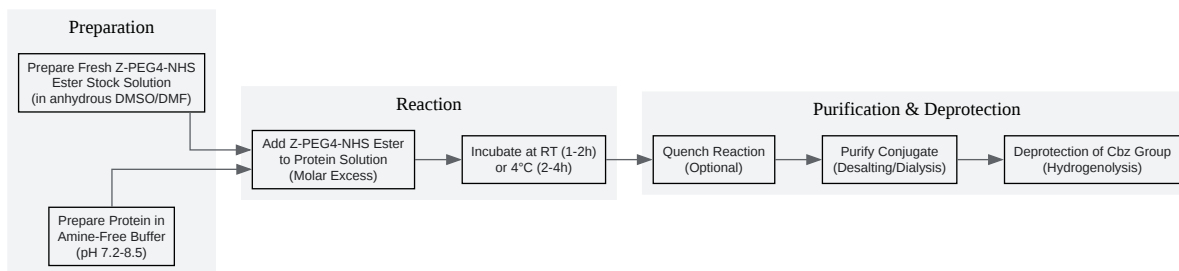 Preparation
Prepare Fresh Z-PEG4-NHS
Ester Stock Solution
(in anhydrous DMSO/DMF)
Prepare Protein in
Amine-Free Buffer
(pH 7.2-8.5)
Reaction
Add Z-PEG4-NHS Ester
to Protein Solution
(Molar Excess)
Incubate at RT (1-2h)
or 4°C (2-4h)
Purification & Deprotection
Quench Reaction
(Optional)
Purify Conjugate
(Desalting/Dialysis)
Deprotection of Cbz Group
(Hydrogenolysis)